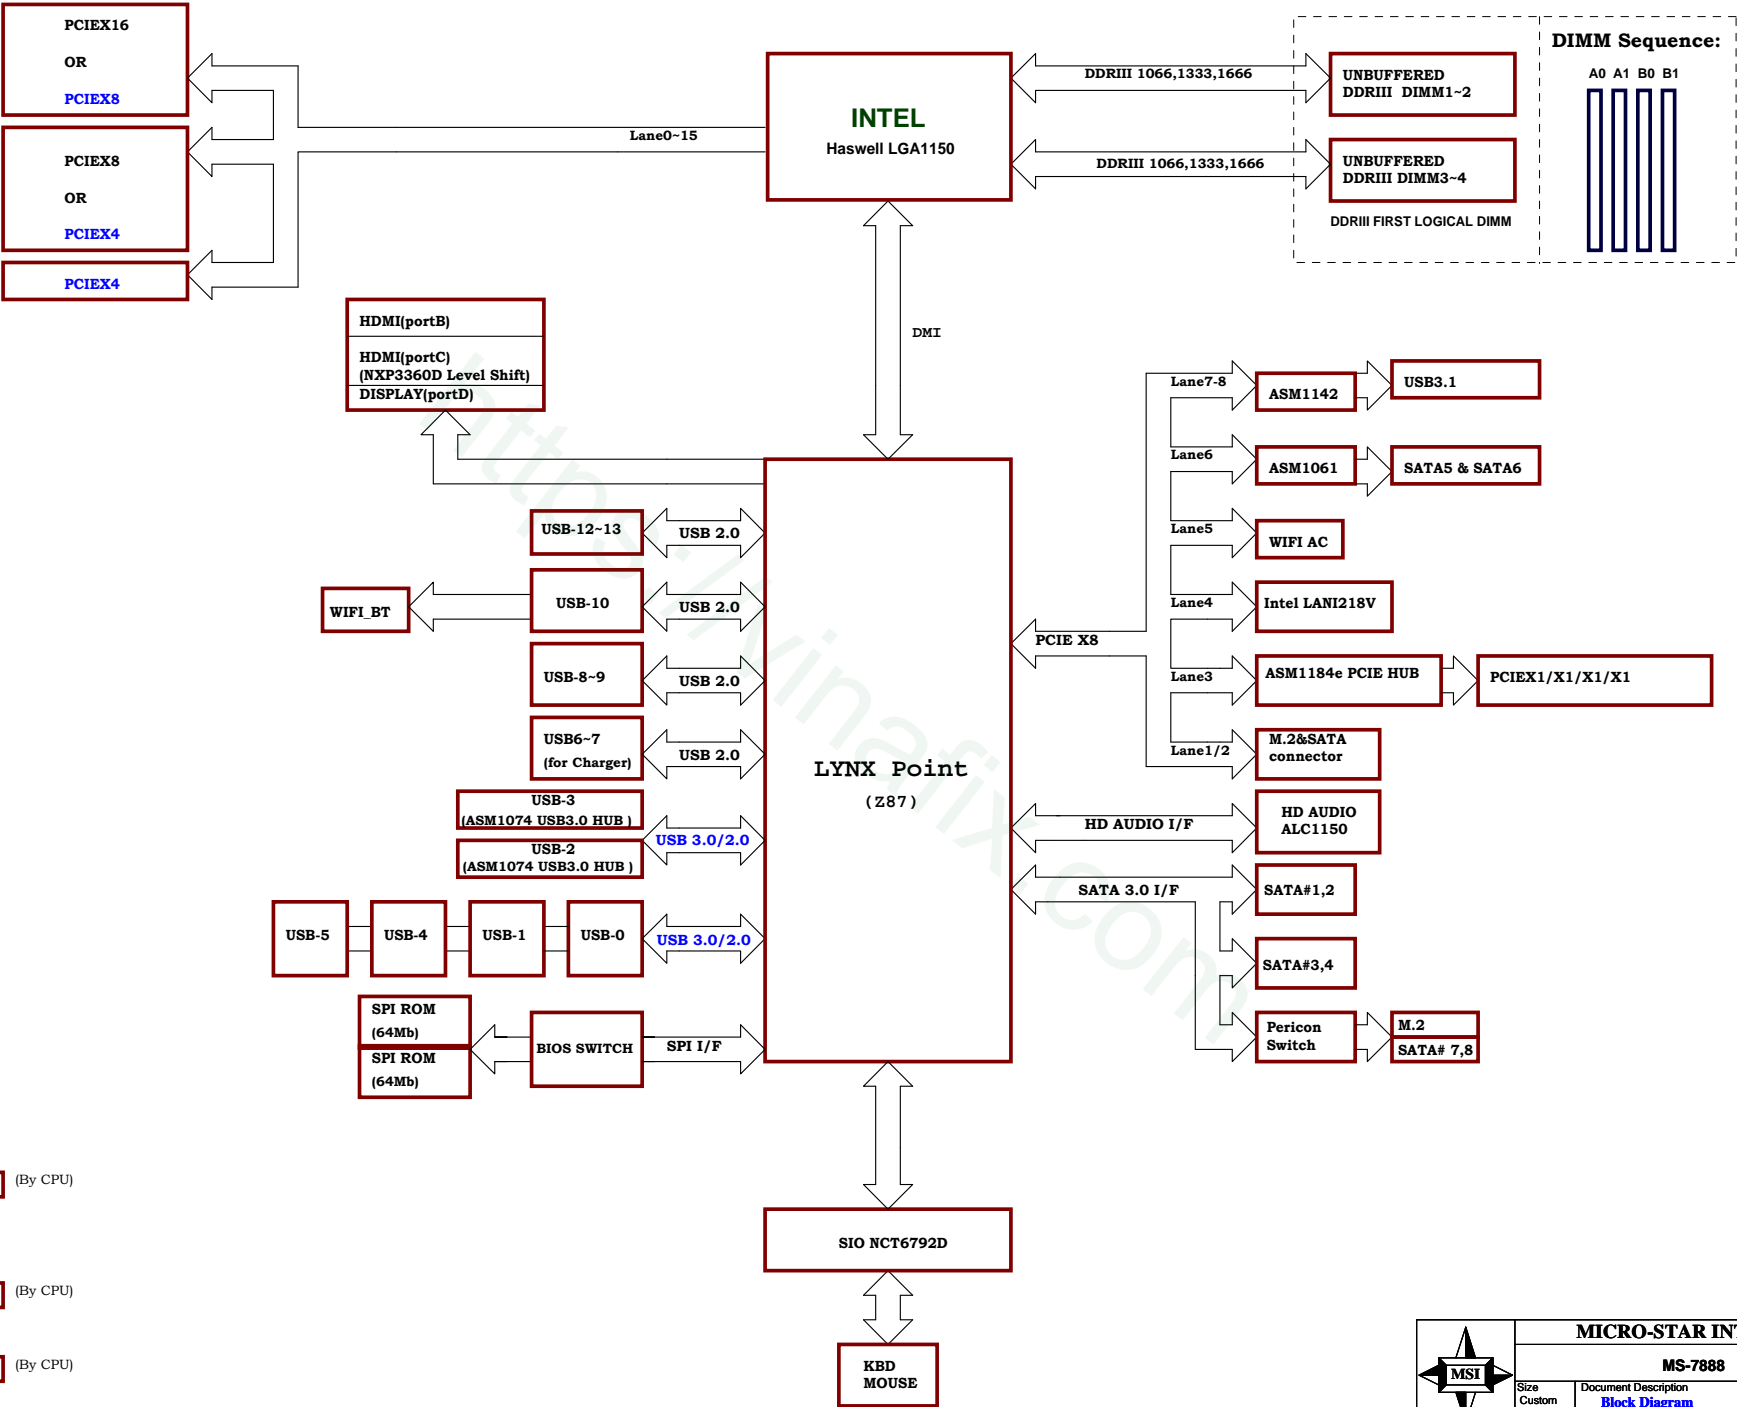 PCIEX16
OR
PCIEX8
PCIEX8
OR
PCIEX4
PCIEX4
Lane0~15
INTEL
Haswell LGA1150
DDRIII 1066,1333,1666
DDRIII 1066,1333,1666
UNBUFFERED
DDRIII DIMM1~2
UNBUFFERED
DDRIII DIMM3~4
DDRIII FIRST LOGICAL DIMM
DIMM Sequence:
A0 A1 B0 B1
DMI
HDMI(portB)
HDMI(portC)
(NXP3360D Level Shift)
DISPLAY(portD)
USB-12~13
USB 2.0
WIFI_BT
USB-10
USB 2.0
USB-8~9
USB 2.0
USB6~7
(for Charger)
USB 2.0
USB-3
(ASM1074 USB3.0 HUB )
USB-2
(ASM1074 USB3.0 HUB )
USB 3.0/2.0
USB-5
USB-4
USB-1
USB-0
USB 3.0/2.0
SPI ROM
(64Mb)
SPI ROM
(64Mb)
BIOS SWITCH
SPI I/F
LYNX Point
(Z87)
PCIE X8
Lane7-8
ASM1142
USB3.1
Lane6
ASM1061
SATA5 & SATA6
Lane5
WIFI AC
Lane4
Intel LANI218V
Lane3
ASM1184e PCIE HUB
PCIEX1/X1/X1/X1
Lane1/2
M.2&SATA
connector
HD AUDIO I/F
HD AUDIO
ALC1150
SATA 3.0 I/F
SATA#1,2
SATA#3,4
Pericon
Switch
M.2
SATA# 7,8
SIO NCT6792D
KBD
MOUSE
(By CPU)
(By CPU)
(By CPU)
https://vinafix.com
MSI
MICRO-STAR INT
MS-7888
Size
Custom
Document Description
Block Diagram